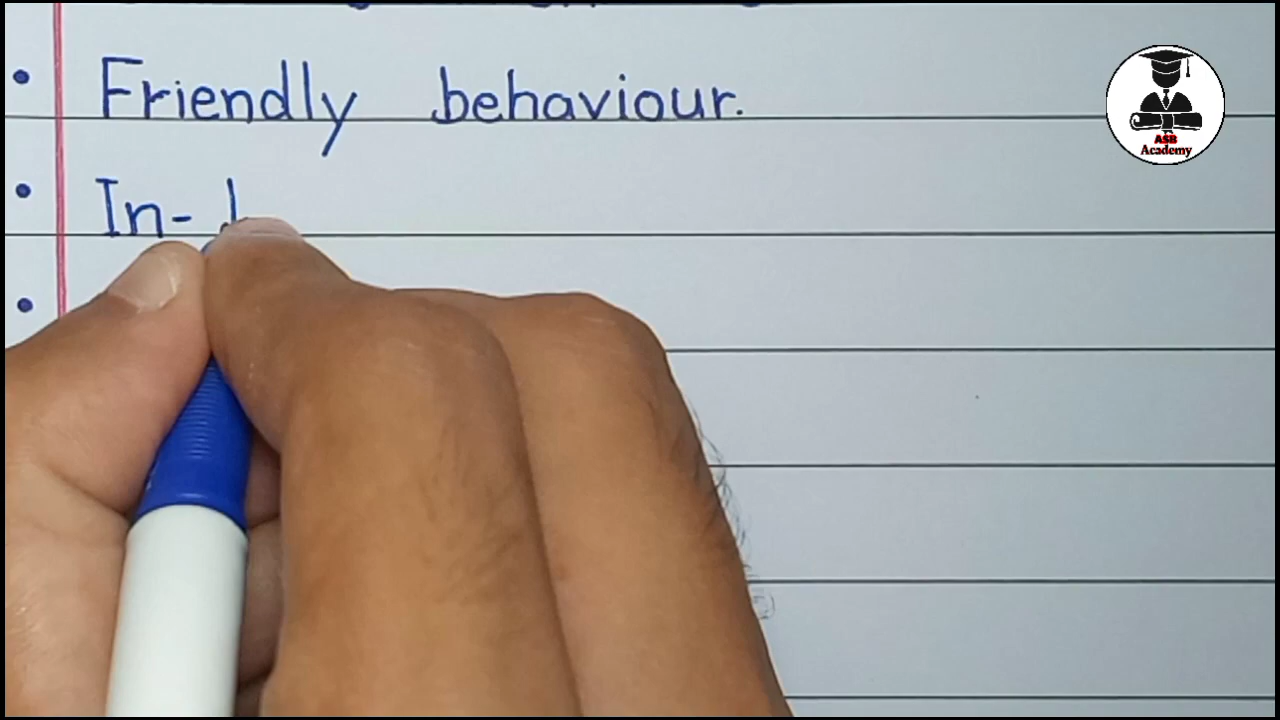 • Friendly behaviour.
• In-
•
ASB
Academy